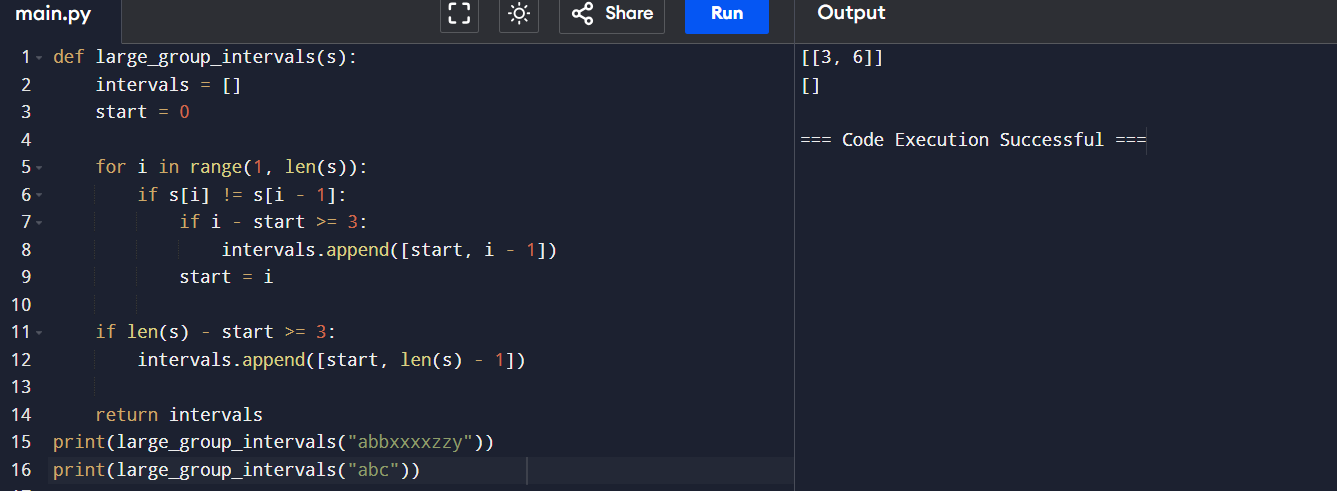 main.py Share Run Output
1 def large_group_intervals(s):
2     intervals = []
3     start = 0
4
5     for i in range(1, len(s)):
6         if s[i] != s[i - 1]:
7             if i - start >= 3:
8                 intervals.append([start, i - 1])
9             start = i
10
11     if len(s) - start >= 3:
12         intervals.append([start, len(s) - 1])
13
14     return intervals
15 print(large_group_intervals("abbxxxxzzy"))
16 print(large_group_intervals("abc"))
[[3, 6]]
[]
=== Code Execution Successful ===